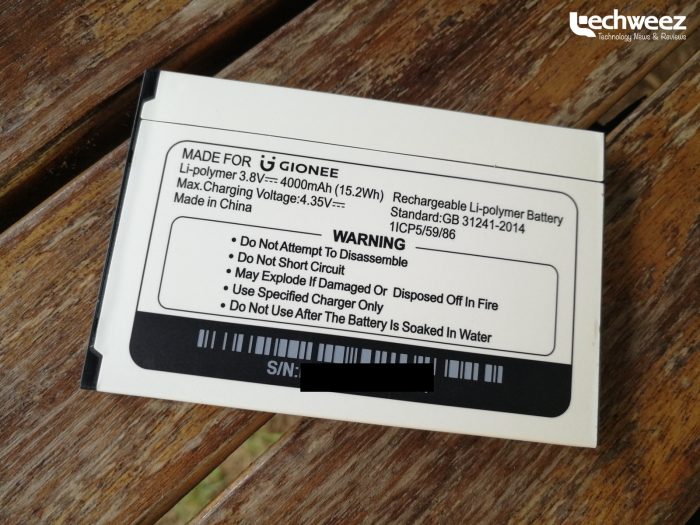 techweez
Technology News & Reviews
MADE FOR GIONEE
Li-polymer 3.8V⎓ 4000mAh (15.2Wh)
Max.Charging Voltage:4.35V⎓
Made in China
Rechargeable Li-polymer Battery
Standard:GB 31241-2014
1ICP5/59/86
WARNING
• Do Not Attempt To Disassemble
• Do Not Short Circuit
• May Explode If Damaged Or Disposed Off In Fire
• Use Specified Charger Only
• Do Not Use After The Battery Is Soaked In Water
S/N: